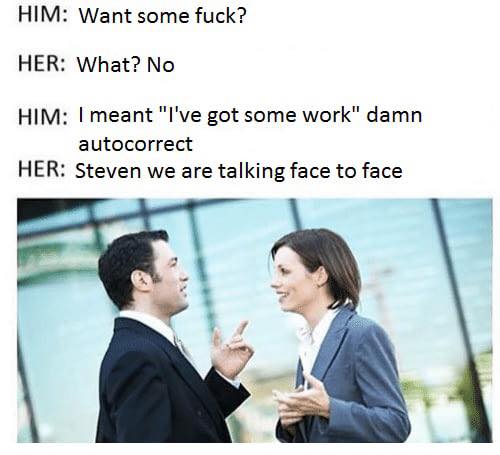 HIM: Want some fuck?
HER: What? No
HIM: I meant "I've got some work" damn
autocorrect
HER: Steven we are talking face to face